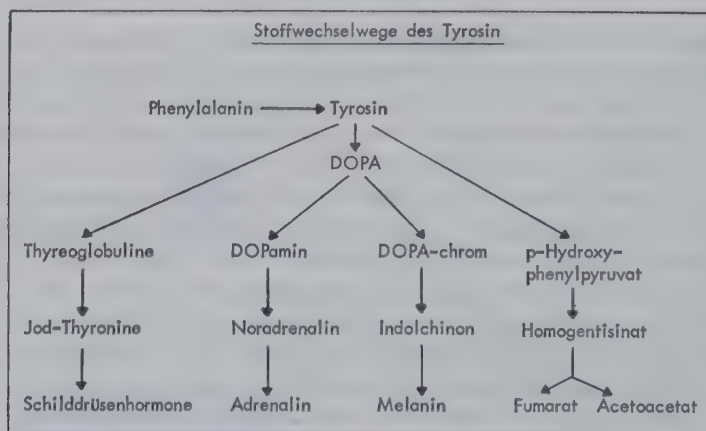 Stoffwechselwege des Tyrosin
Phenylalanin Tyrosin
DOPA
Thyreoglobuline DOPamin DOPA-chrom p-Hydroxy-
phenylpyruvat
Jod-Thyronine Noradrenalin Indolchinon Homogentisinat
Schilddrüsenhormone Adrenalin Melanin Fumarat Acetoacetat